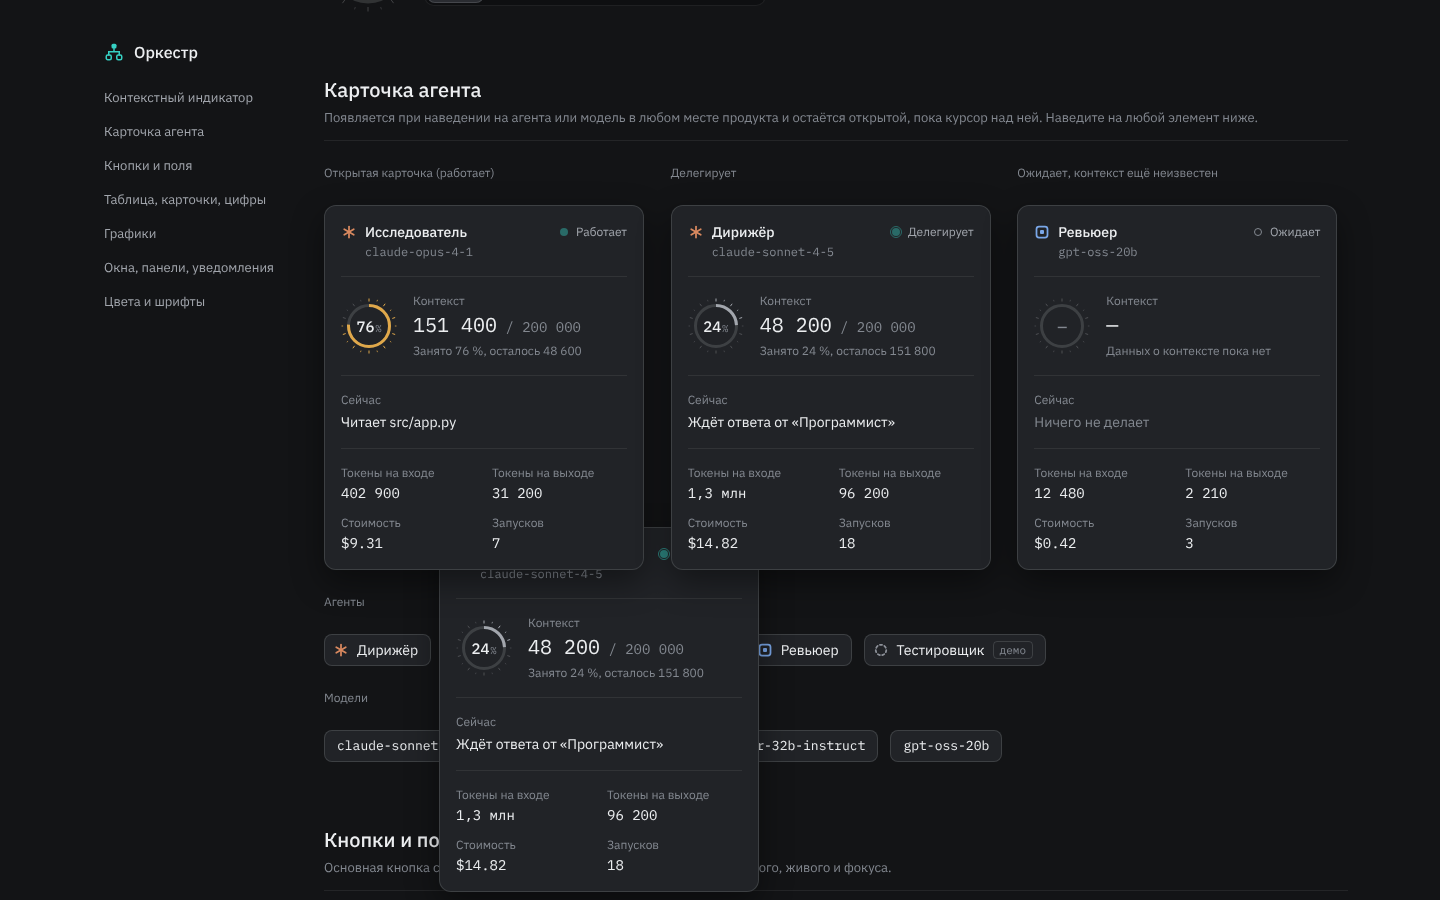 Оркестр
Контекстный индикатор
Карточка агента
Кнопки и поля
Таблица, карточки, цифры
Графики
Окна, панели, уведомления
Цвета и шрифты
Карточка агента
Появляется при наведении на агента или модель в любом месте продукта и остаётся открытой, пока курсор над ней. Наведите на любой элемент ниже.
Открытая карточка (работает)
Исследователь
Работает
claude-opus-4-1
76%
Контекст
151 400 / 200 000
Занято 76 %, осталось 48 600
Сейчас
Читает src/app.py
Токены на входе
Токены на выходе
402 900
31 200
Стоимость
Запусков
$9.31
7
Делегирует
Дирижёр
Делегирует
claude-sonnet-4-5
24%
Контекст
48 200 / 200 000
Занято 24 %, осталось 151 800
Сейчас
Ждёт ответа от «Программист»
Токены на входе
Токены на выходе
1,3 млн
96 200
Стоимость
Запусков
$14.82
18
Ожидает, контекст ещё неизвестен
Ревьюер
Ожидает
gpt-oss-20b
–
Контекст
—
Данных о контексте пока нет
Сейчас
Ничего не делает
Токены на входе
Токены на выходе
12 480
2 210
Стоимость
Запусков
$0.42
3
Агенты
Дирижёр
Ревьюер
Тестировщик
демо
Модели
claude-sonnet
r-32b-instruct
gpt-oss-20b
claude-sonnet-4-5
24%
Контекст
48 200 / 200 000
Занято 24 %, осталось 151 800
Сейчас
Ждёт ответа от «Программист»
Токены на входе
Токены на выходе
1,3 млн
96 200
Стоимость
Запусков
$14.82
18
Кнопки и по
Основная кнопка с
ого, живого и фокуса.